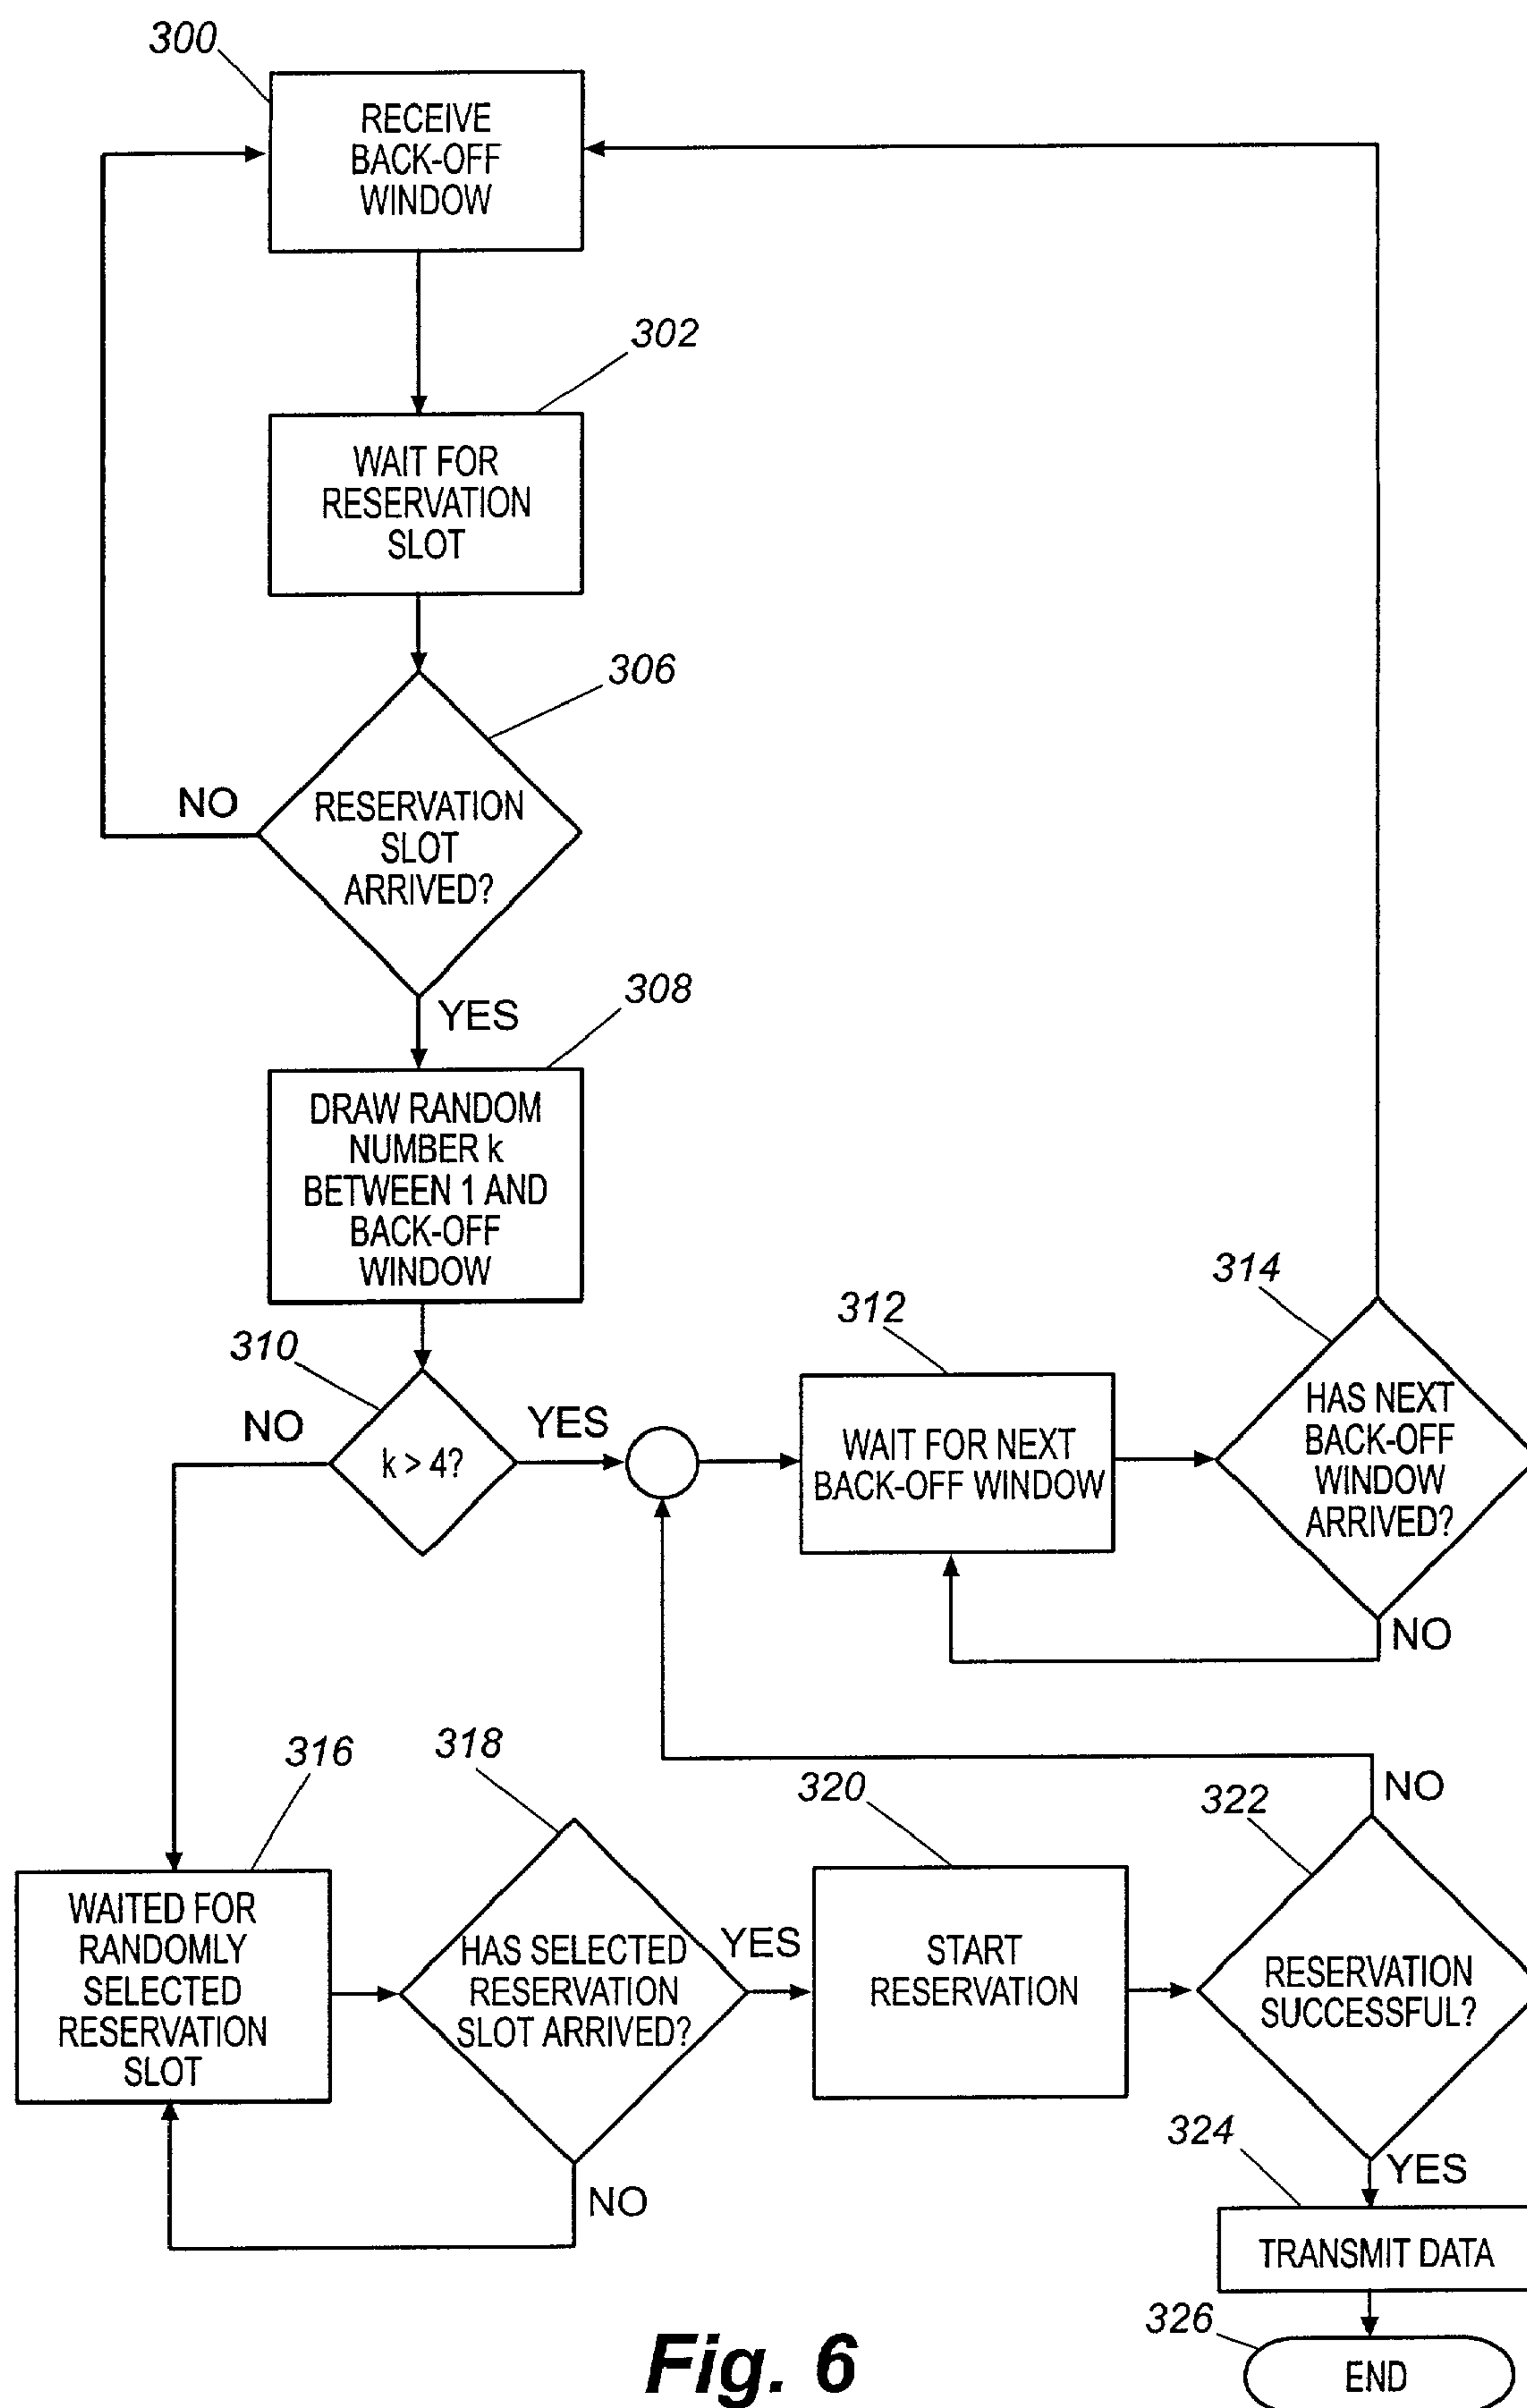 300
RECEIVE
BACK-OFF
WINDOW
302
WAIT FOR
RESERVATION
SLOT
306
NO
RESERVATION
SLOT
ARRIVED?
YES
308
DRAW RANDOM
NUMBER k
BETWEEN 1 AND
BACK-OFF
WINDOW
310
NO
k > 4?
YES
312
WAIT FOR NEXT
BACK-OFF WINDOW
314
HAS NEXT
BACK-OFF
WINDOW
ARRIVED?
NO
316
WAITED FOR
RANDOMLY
SELECTED
RESERVATION
SLOT
318
HAS SELECTED
RESERVATION
SLOT ARRIVED?
YES
NO
320
START
RESERVATION
322
NO
RESERVATION
SUCCESSFUL?
YES
324
TRANSMIT DATA
326
END
Fig. 6